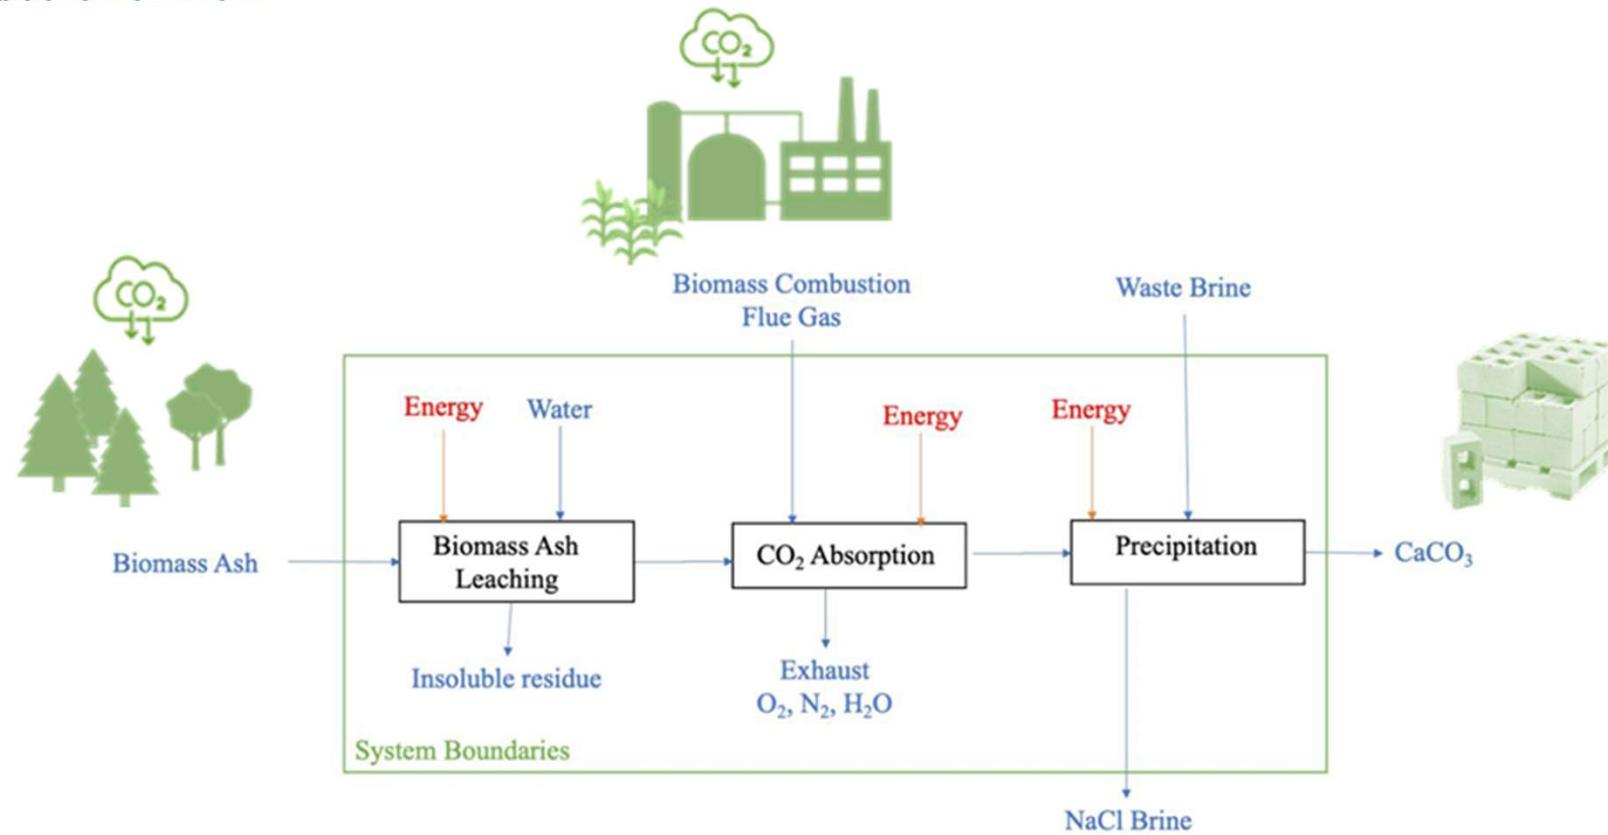 CO₂
CO₂
Biomass Combustion
Flue Gas
Waste Brine
Energy
Water
Energy
Energy
Biomass Ash
Biomass Ash
Leaching
CO₂ Absorption
Precipitation
CaCO₃
Insoluble residue
Exhaust
O₂, N₂, H₂O
System Boundaries
NaCl Brine